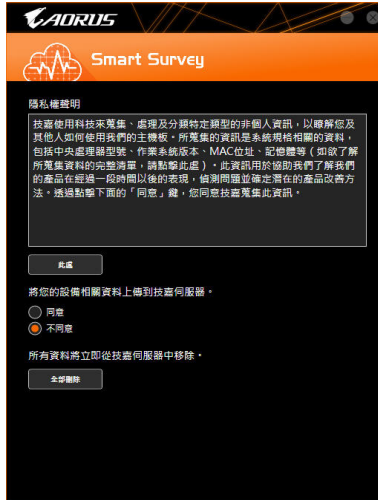 AORUS
Smart Survey
隱私權聲明
技嘉使用科技來蒐集、處理及分類特定類型的非個人資訊，以瞭解您及
其他人如何使用我們的主機板。所蒐集的資訊是系統規格相關的資料，
包括中央處理器型號、作業系統版本、MAC位址、記憶體等（如欲了解
所蒐集資料的完整清單，請點擊此處）。此資訊用於協助我們了解我們
的產品在經過一段時間以後的表現，偵測問題並確定潛在的產品改善方
法。透過點擊下面的「同意」鍵，您同意技嘉蒐集此資訊。
此處
將您的設備相關資料上傳到技嘉伺服器。
同意
不同意
所有資料將立即從技嘉伺服器中移除。
全部刪除